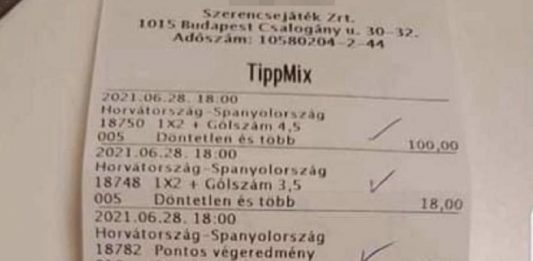 Szerencsejáték Zrt.
1015 Budapest Csalogány u. 30-32.
Adószám: 10580204-2-44
TippMix
2021.06.28. 18:00
Horvátország-Spanyolország
18750 1X2 + Gólszám 4,5
005 Döntetlen és több 100,00
2021.06.28. 18:00
Horvátország-Spanyolország
18748 1X2 + Gólszám 3,5
005 Döntetlen és több 18,00
2021.06.28. 18:00
Horvátország-Spanyolország
18782 Pontos végeredmény